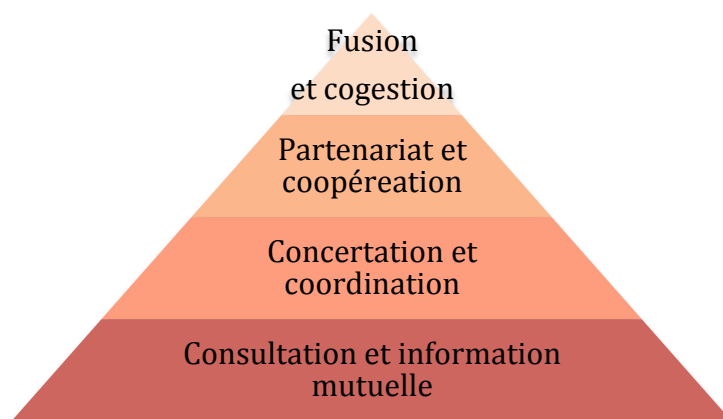 Fusion
et cogestion
Partenariat et
coopéreation
Concertation et
coordination
Consultation et information
mutuelle